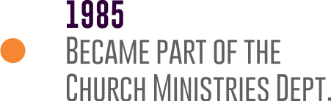 1985
Became part of the
Church Ministries Dept.